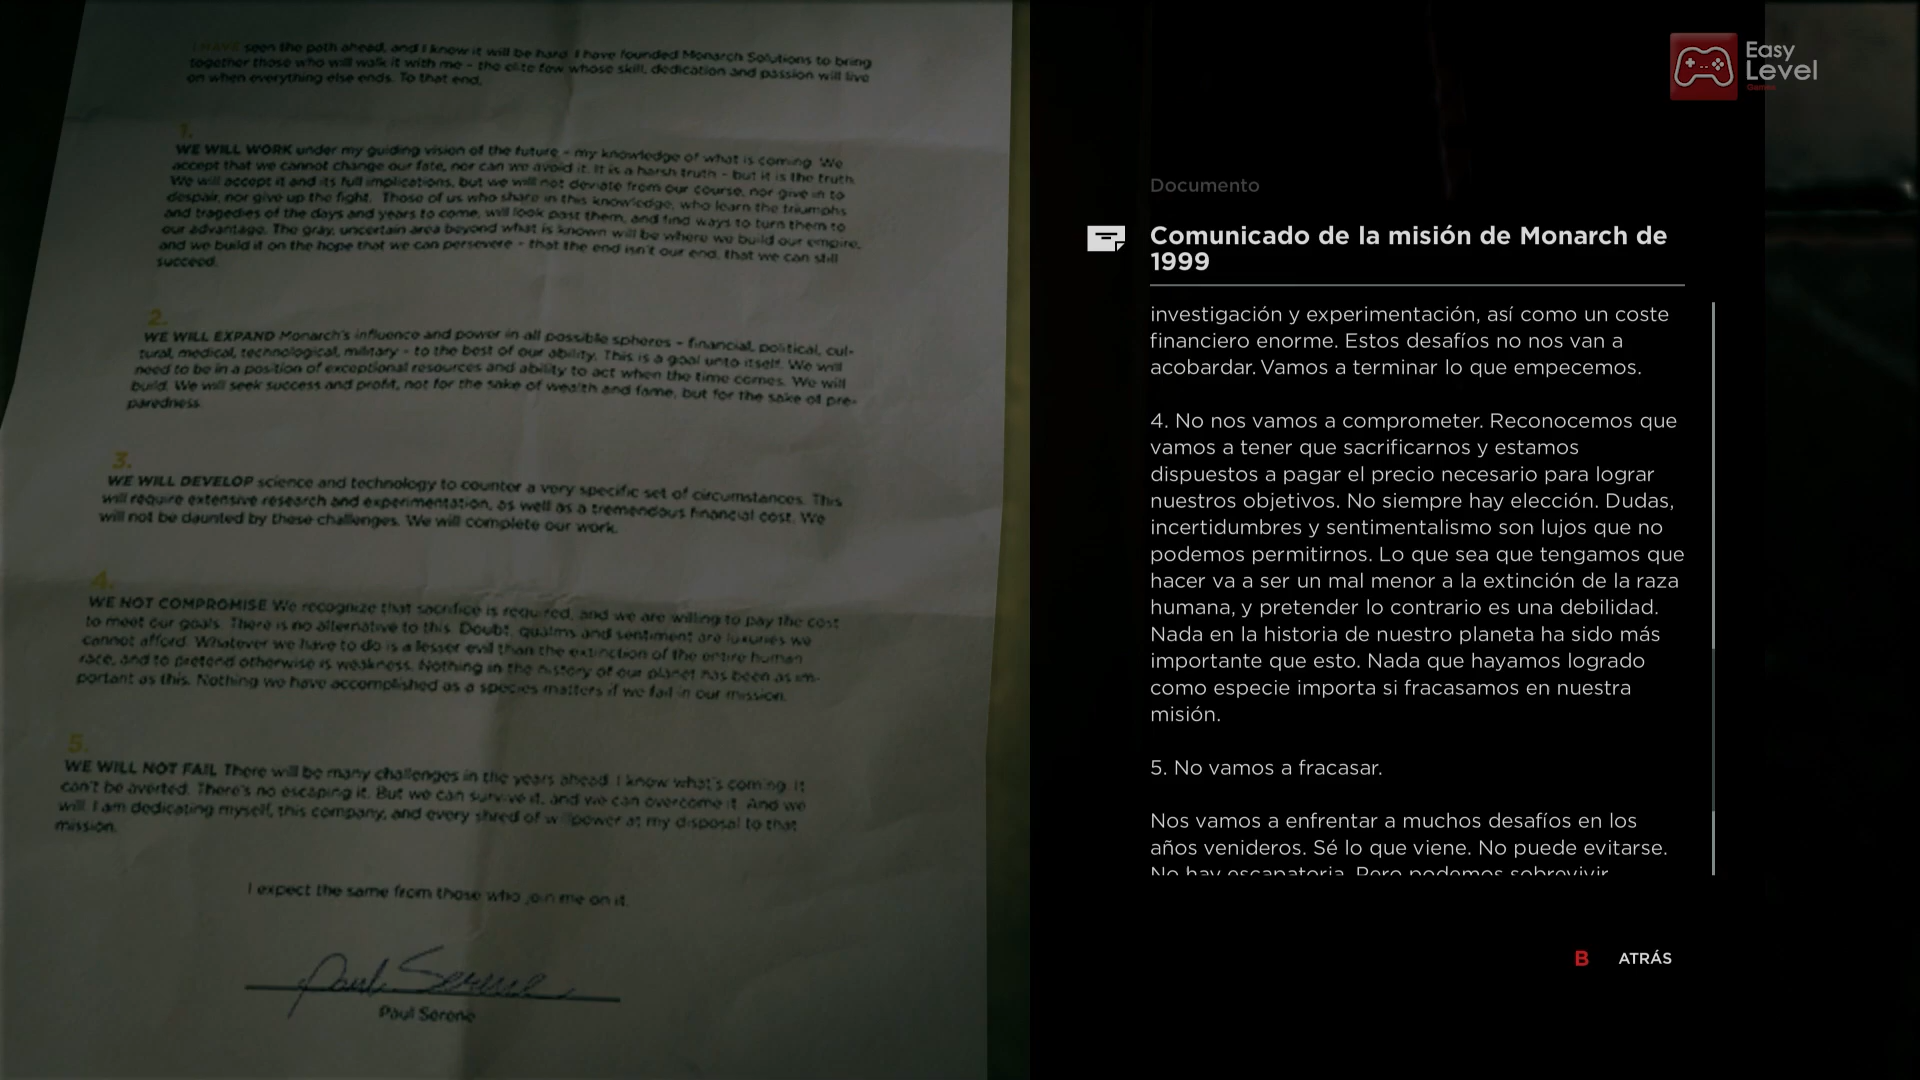 I HAVE seen the path ahead, and I know it will be hard. I have founded Monarch Solutions to bring
together those who will walk it with me - the elite few whose skill, dedication and passion will live
on when everything else ends. To that end,
1.
WE WILL WORK under my guiding vision of the future - my knowledge of what is coming. We
accept that we cannot change our fate, nor can we avoid it. It is a harsh truth - but it is the truth.
We will accept it and its full implications, but we will not deviate from our course, nor give in to
despair, nor give up the fight. Those of us who share in this knowledge, who learn the triumphs
and tragedies of the days and years to come, will look past them, and find ways to turn them to
our advantage. The gray, uncertain area beyond what is known will be where we build our empire,
and we build it on the hope that we can persevere - that the end isn't our end, that we can still
succeed.
2.
WE WILL EXPAND Monarch's influence and power in all possible spheres - financial, political, cul-
tural, medical, technological, military - to the best of our ability. This is a goal unto itself. We will
need to be in a position of exceptional resources and ability to act when the time comes. We will
build. We will seek success and profit, not for the sake of wealth and fame, but for the sake of pre-
paredness.
3.
WE WILL DEVELOP science and technology to counter a very specific set of circumstances. This
will require extensive research and experimentation, as well as a tremendous financial cost. We
will not be daunted by these challenges. We will complete our work.
4.
WE NOT COMPROMISE We recognize that sacrifice is required, and we are willing to pay the cost
to meet our goals. There is no alternative to this. Doubt, qualms and sentiment are luxuries we
cannot afford. Whatever we have to do is a lesser evil than the extinction of the entire human
race, and to pretend otherwise is weakness. Nothing in the history of our planet has been as im-
portant as this. Nothing we have accomplished as a species matters if we fail in our mission.
5.
WE WILL NOT FAIL There will be many challenges in the years ahead. I know what's coming. It
can't be averted. There's no escaping it. But we can survive it, and we can overcome it. And we
will. I am dedicating myself, this company, and every shred of willpower at my disposal to that
mission.
I expect the same from those who join me on it.
Paul Serene
Paul Serene
Easy
Level
Games
Documento
Comunicado de la misión de Monarch de
1999
investigación y experimentación, así como un coste
financiero enorme. Estos desafíos no nos van a
acobardar. Vamos a terminar lo que empecemos.
4. No nos vamos a comprometer. Reconocemos que
vamos a tener que sacrificarnos y estamos
dispuestos a pagar el precio necesario para lograr
nuestros objetivos. No siempre hay elección. Dudas,
incertidumbres y sentimentalismo son lujos que no
podemos permitirnos. Lo que sea que tengamos que
hacer va a ser un mal menor a la extinción de la raza
humana, y pretender lo contrario es una debilidad.
Nada en la historia de nuestro planeta ha sido más
importante que esto. Nada que hayamos logrado
como especie importa si fracasamos en nuestra
misión.
5. No vamos a fracasar.
Nos vamos a enfrentar a muchos desafíos en los
años venideros. Sé lo que viene. No puede evitarse.
No hay escapatoria. Pero podemos sobrevivir
B ATRÁS